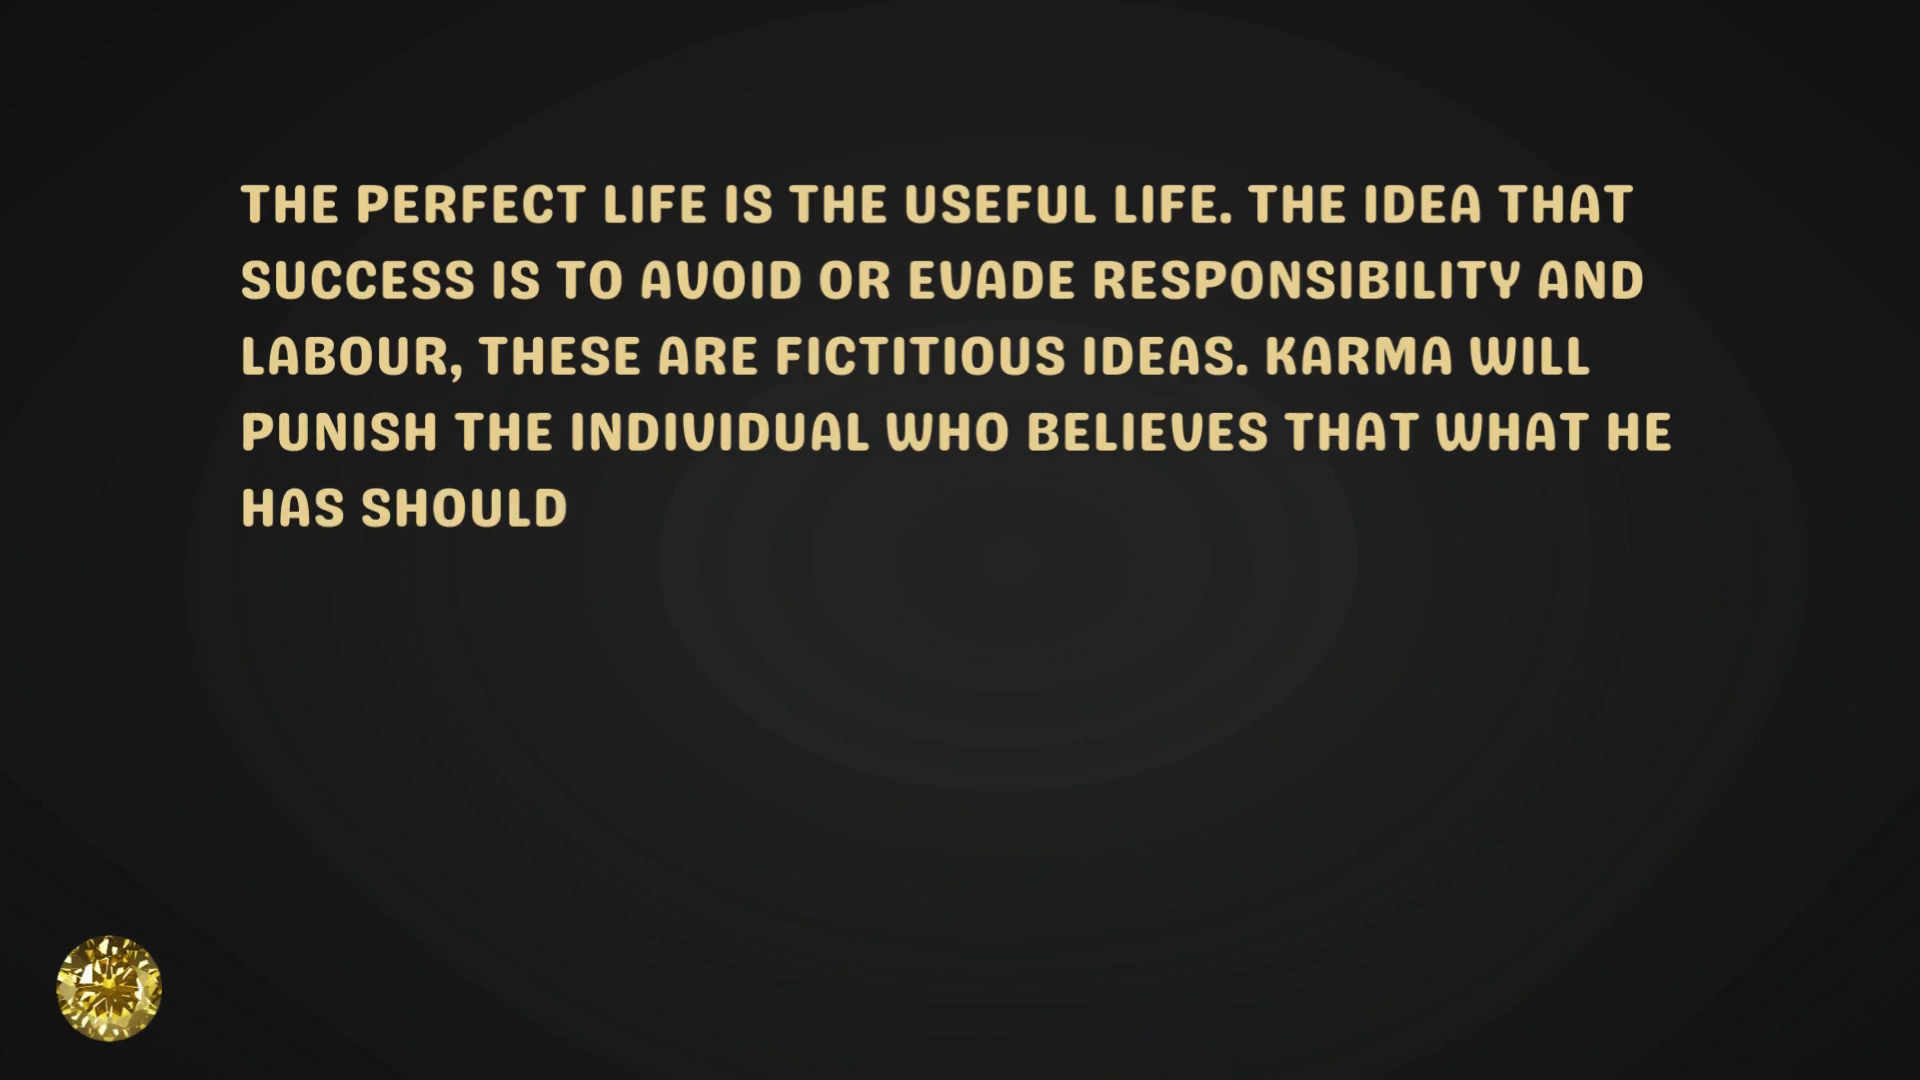 THE PERFECT LIFE IS THE USEFUL LIFE. THE IDEA THAT
SUCCESS IS TO AVOID OR EVADE RESPONSIBILITY AND
LABOUR, THESE ARE FICTITIOUS IDEAS. KARMA WILL
PUNISH THE INDIVIDUAL WHO BELIEVES THAT WHAT HE
HAS SHOULD